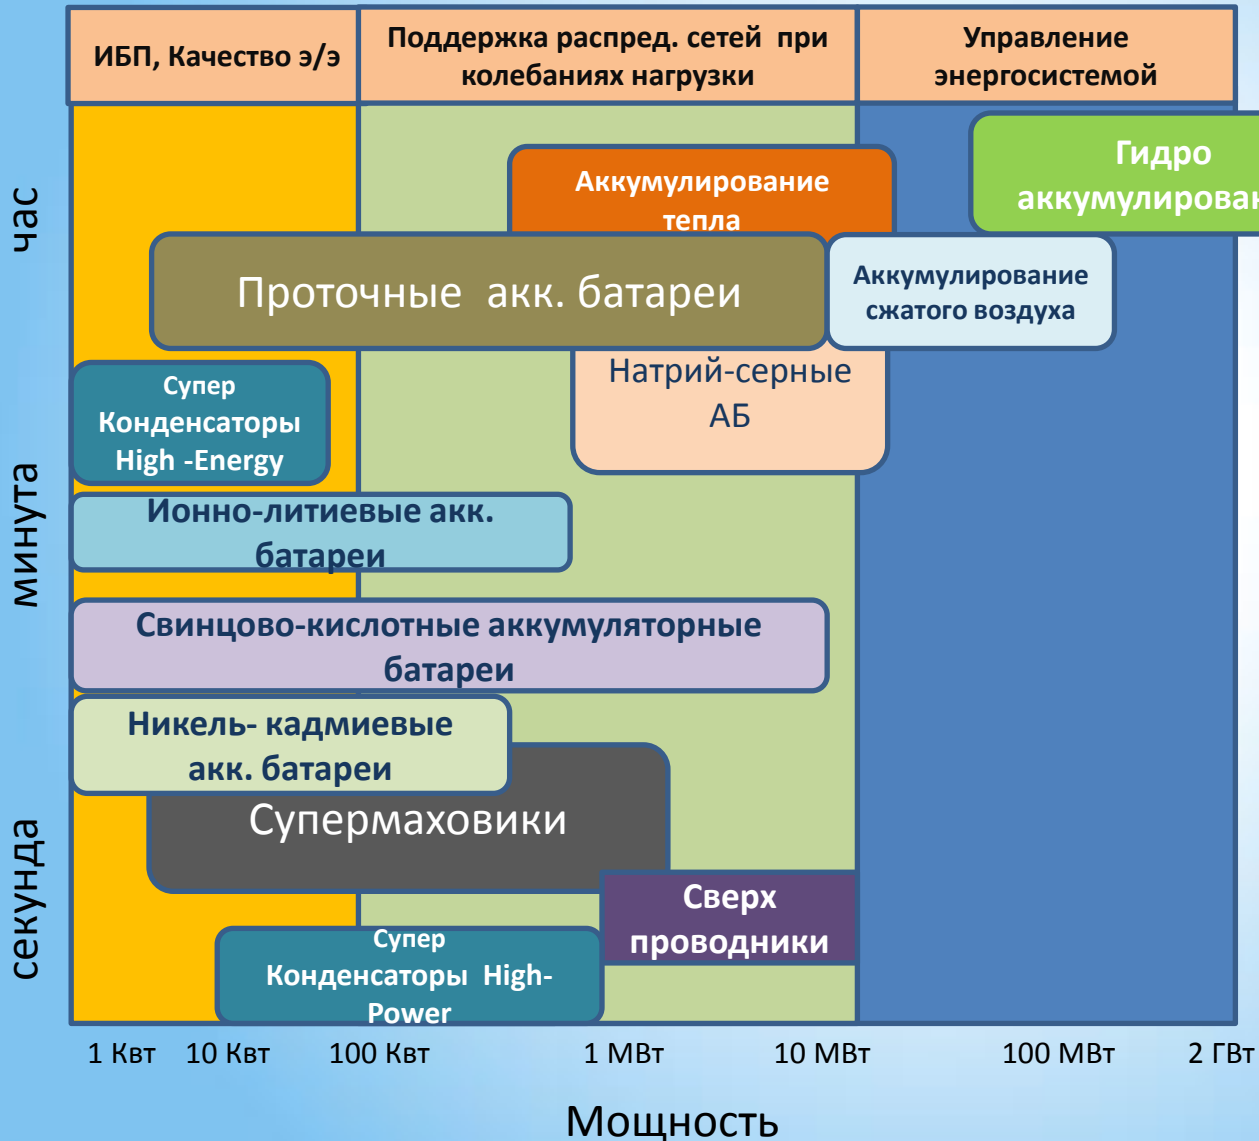 ИБП, Качество э/э
Поддержка распред. сетей при
колебаниях нагрузки
Управление
энергосистемой
час
минута
секунда
Гидро
аккумулирован
Аккумулирование
тепла
Проточные акк. батареи
Аккумулирование
сжатого воздуха
Натрий-серные
АБ
Супер
Конденсаторы
High -Energy
Ионно-литиевые акк.
батареи
Свинцово-кислотные аккумуляторные
батареи
Никель- кадмиевые
акк. батареи
Супермаховики
Сверх
проводники
Супер
Конденсаторы High-
Power
1 Квт 10 Квт 100 Квт 1 МВт 10 МВт 100 МВт 2 ГВт
Мощность